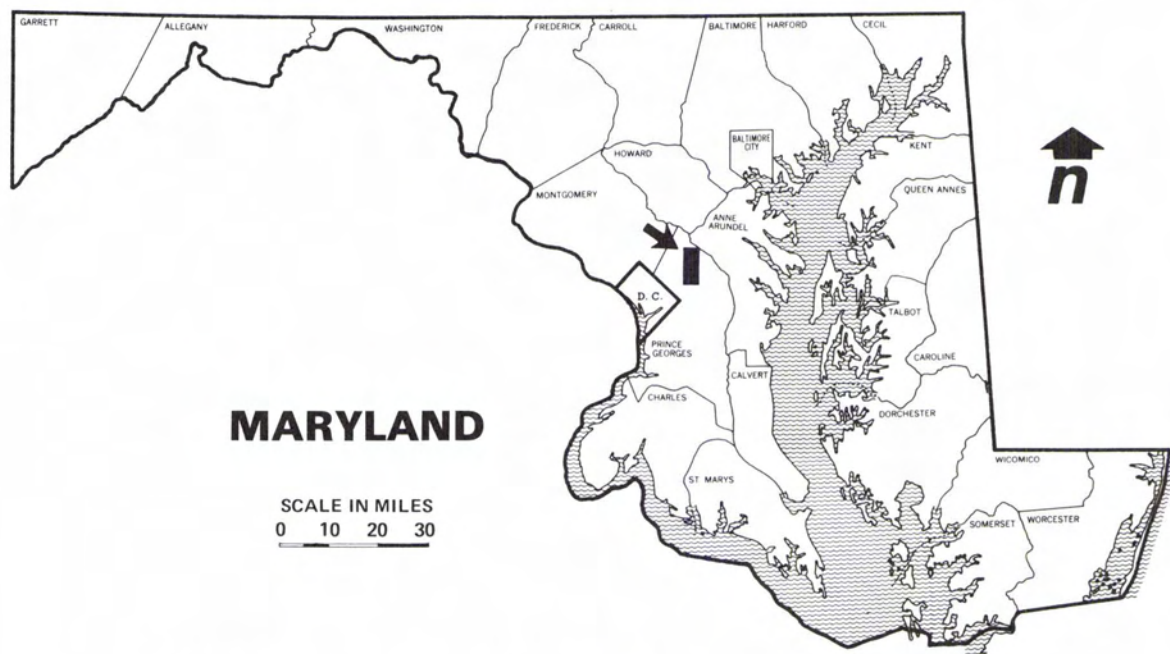 GARRETT
ALLEGANY
WASHINGTON
FREDERICK
CARROLL
BALTIMORE
HARFORD
CECIL
BALTIMORE
CITY
HOWARD
KENT
MONTGOMERY
QUEEN ANNES
ANNE
ARUNDEL
n
D. C.
TALBOT
PRINCE
GEORGES
CAROLINE
CALVERT
CHARLES
DORCHESTER
MARYLAND
WICOMICO
ST MARYS
SCALE IN MILES
0 10 20 30
SOMERSET
WORCESTER